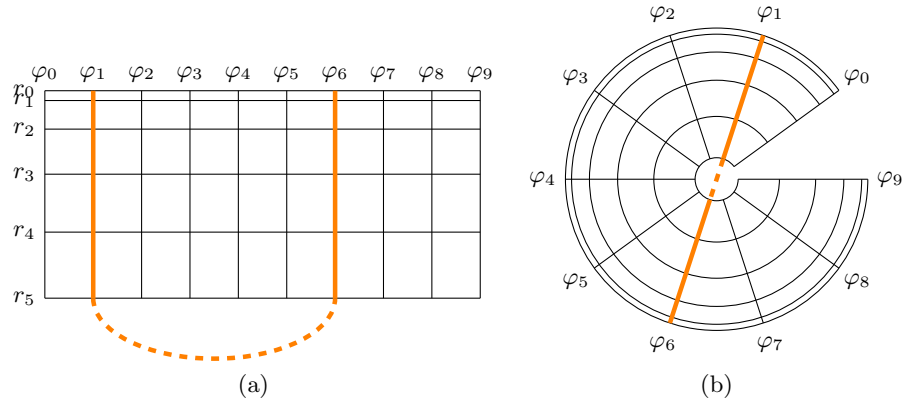 φ₀ φ₁ φ₂ φ₃ φ₄ φ₅ φ₆ φ₇ φ₈ φ₉
r₀
r₁
r₂
r₃
r₄
r₅
(a)
φ₂ φ₁
φ₃ φ₀
φ₄ φ₉
φ₅ φ₈
φ₆ φ₇
(b)